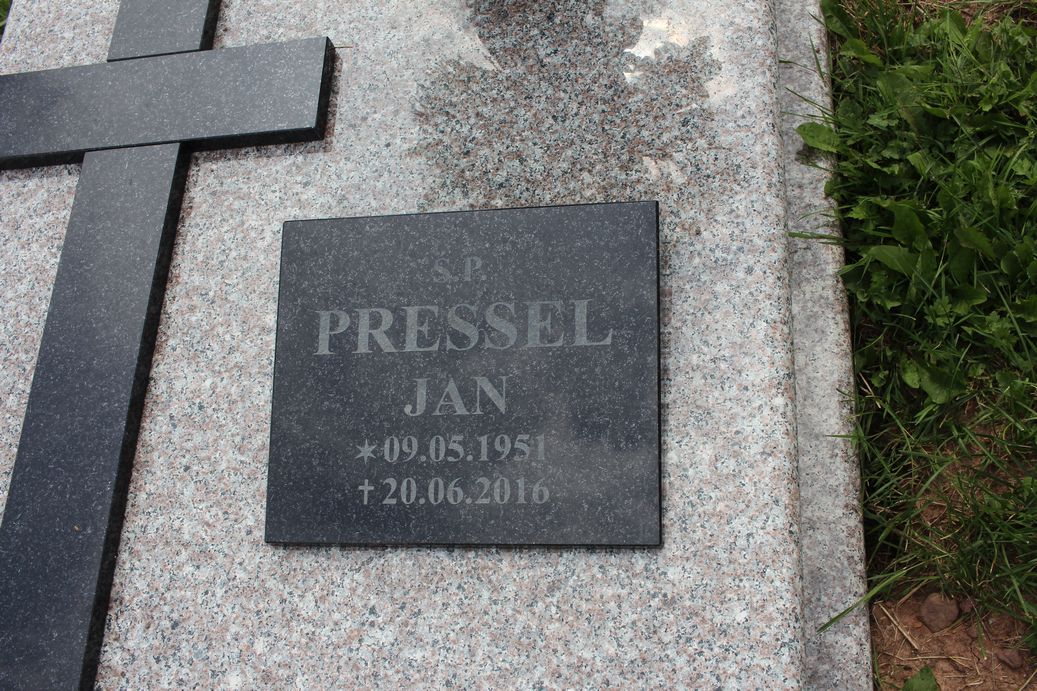 Ś.P.
PRESSEL
JAN
✶09.05.1951
✝20.06.2016